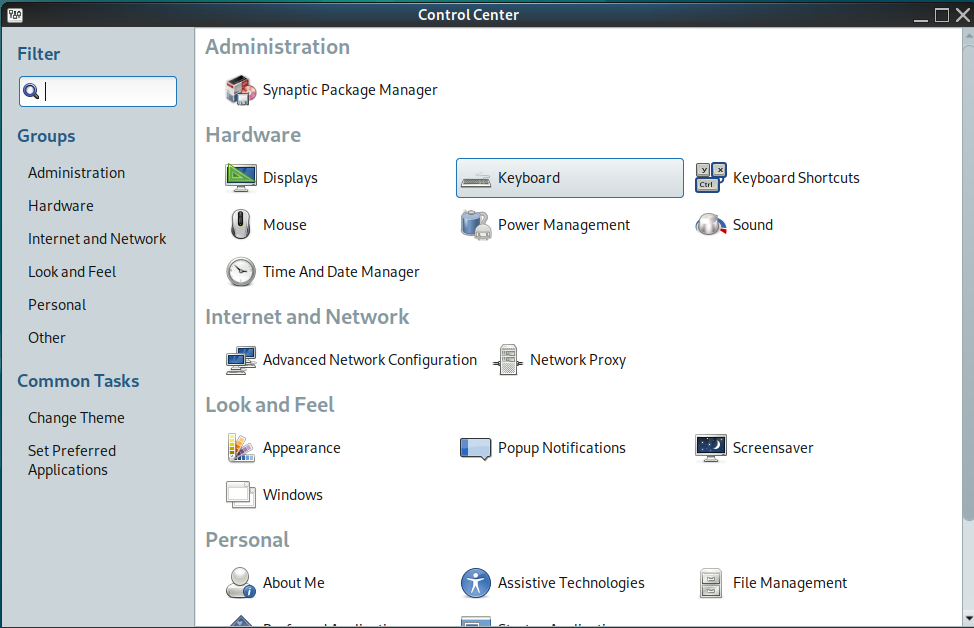 Control Center
Filter
Groups
Administration
Hardware
Internet and Network
Look and Feel
Personal
Other
Common Tasks
Change Theme
Set Preferred
Applications
Administration
Synaptic Package Manager
Hardware
Displays
Keyboard
y x
Ctrl
Keyboard Shortcuts
Mouse
Power Management
Sound
Time And Date Manager
Internet and Network
Advanced Network Configuration
Network Proxy
Look and Feel
Appearance
Popup Notifications
Screensaver
Windows
Personal
About Me
Assistive Technologies
File Management